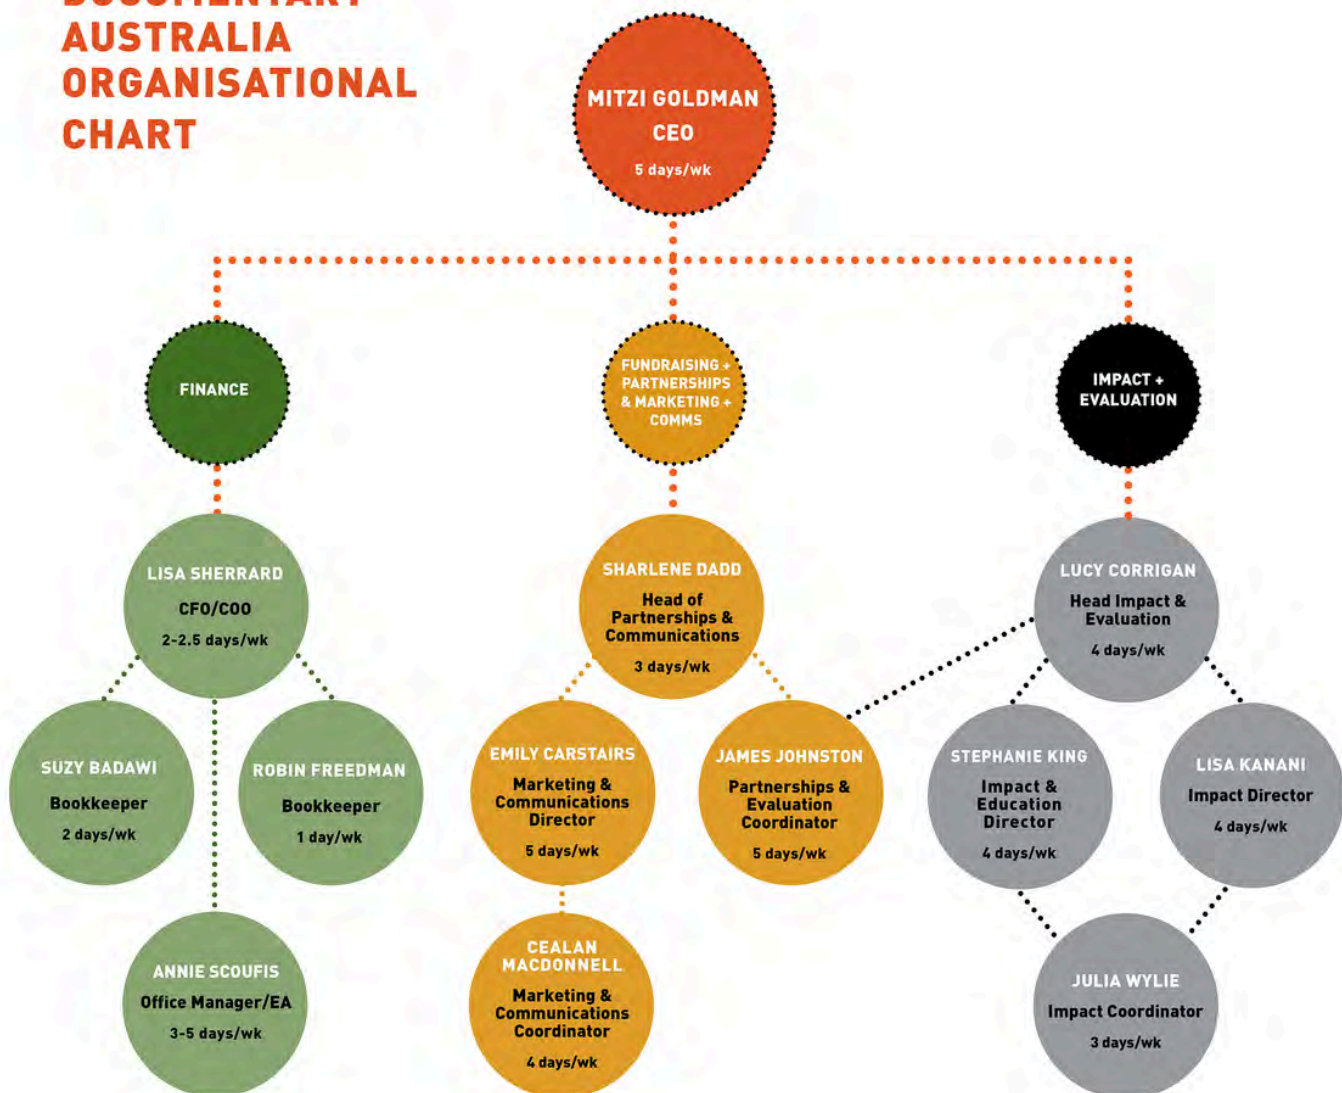 DOCUMENTARY
AUSTRALIA
ORGANISATIONAL
CHART
MITZI GOLDMAN
CEO
5 days/wk
FINANCE
FUNDRAISING +
PARTNERSHIPS
& MARKETING +
COMMS
IMPACT +
EVALUATION
LISA SHERRARD
CFO/COO
2-2.5 days/wk
SHARLENE DADD
Head of
Partnerships &
Communications
3 days/wk
LUCY CORRIGAN
Head Impact &
Evaluation
4 days/wk
SUZY BADAWI
Bookkeeper
2 days/wk
ROBIN FREEDMAN
Bookkeeper
1 day/wk
EMILY CARSTAIRS
Marketing &
Communications
Director
5 days/wk
JAMES JOHNSTON
Partnerships &
Evaluation
Coordinator
5 days/wk
STEPHANIE KING
Impact &
Education
Director
4 days/wk
LISA KANANI
Impact Director
4 days/wk
ANNIE SCOUFIS
Office Manager/EA
3-5 days/wk
CEALAN
MACDONNELL
Marketing &
Communications
Coordinator
4 days/wk
JULIA WYLIE
Impact Coordinator
3 days/wk